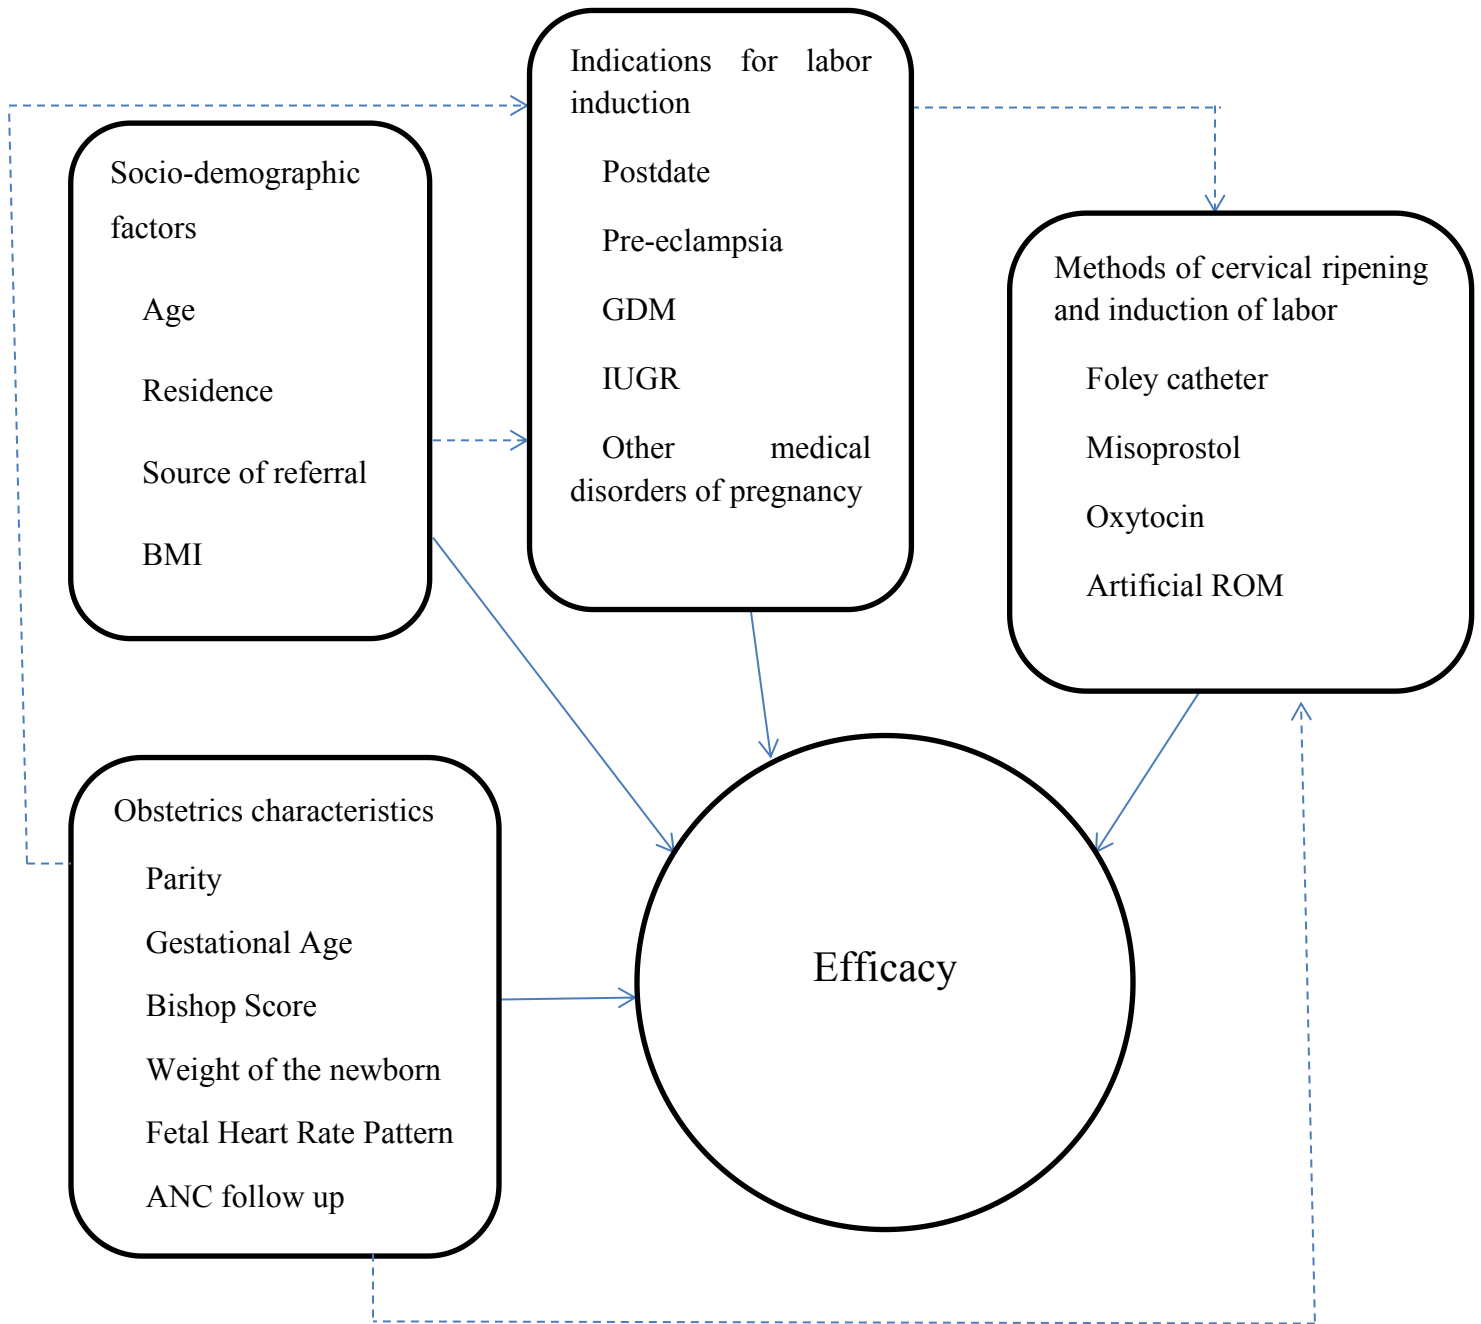 Indications for labor
induction
Postdate
Pre-eclampsia
GDM
IUGR
Other medical
disorders of pregnancy
Socio-demographic
factors
Age
Residence
Source of referral
BMI
Methods of cervical ripening
and induction of labor
Foley catheter
Misoprostol
Oxytocin
Artificial ROM
Obstetrics characteristics
Parity
Gestational Age
Bishop Score
Weight of the newborn
Fetal Heart Rate Pattern
ANC follow up
Efficacy